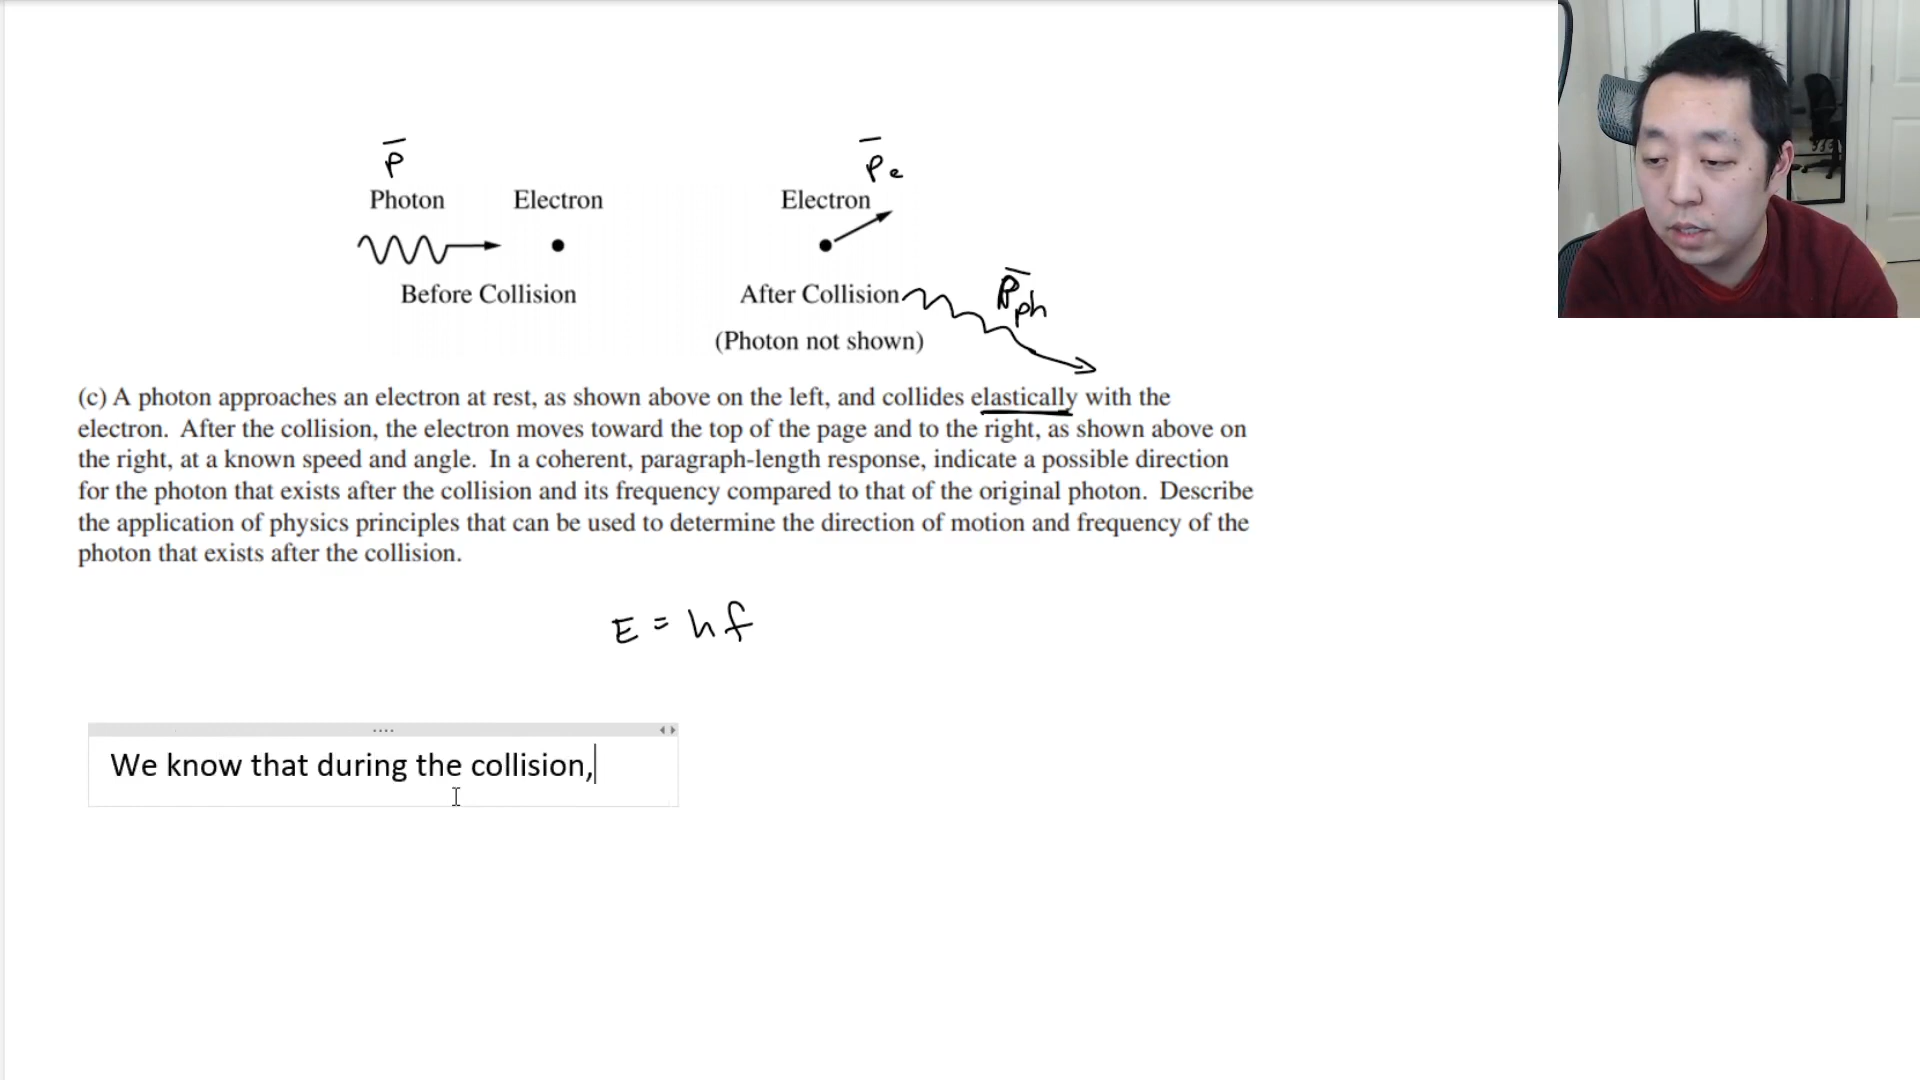 p̅
p̅e
Photon Electron
Electron
Before Collision
After Collision
p̅ph
(Photon not shown)
(c) A photon approaches an electron at rest, as shown above on the left, and collides elastically with the
electron. After the collision, the electron moves toward the top of the page and to the right, as shown above on
the right, at a known speed and angle. In a coherent, paragraph-length response, indicate a possible direction
for the photon that exists after the collision and its frequency compared to that of the original photon. Describe
the application of physics principles that can be used to determine the direction of motion and frequency of the
photon that exists after the collision.
E = hf
We know that during the collision,